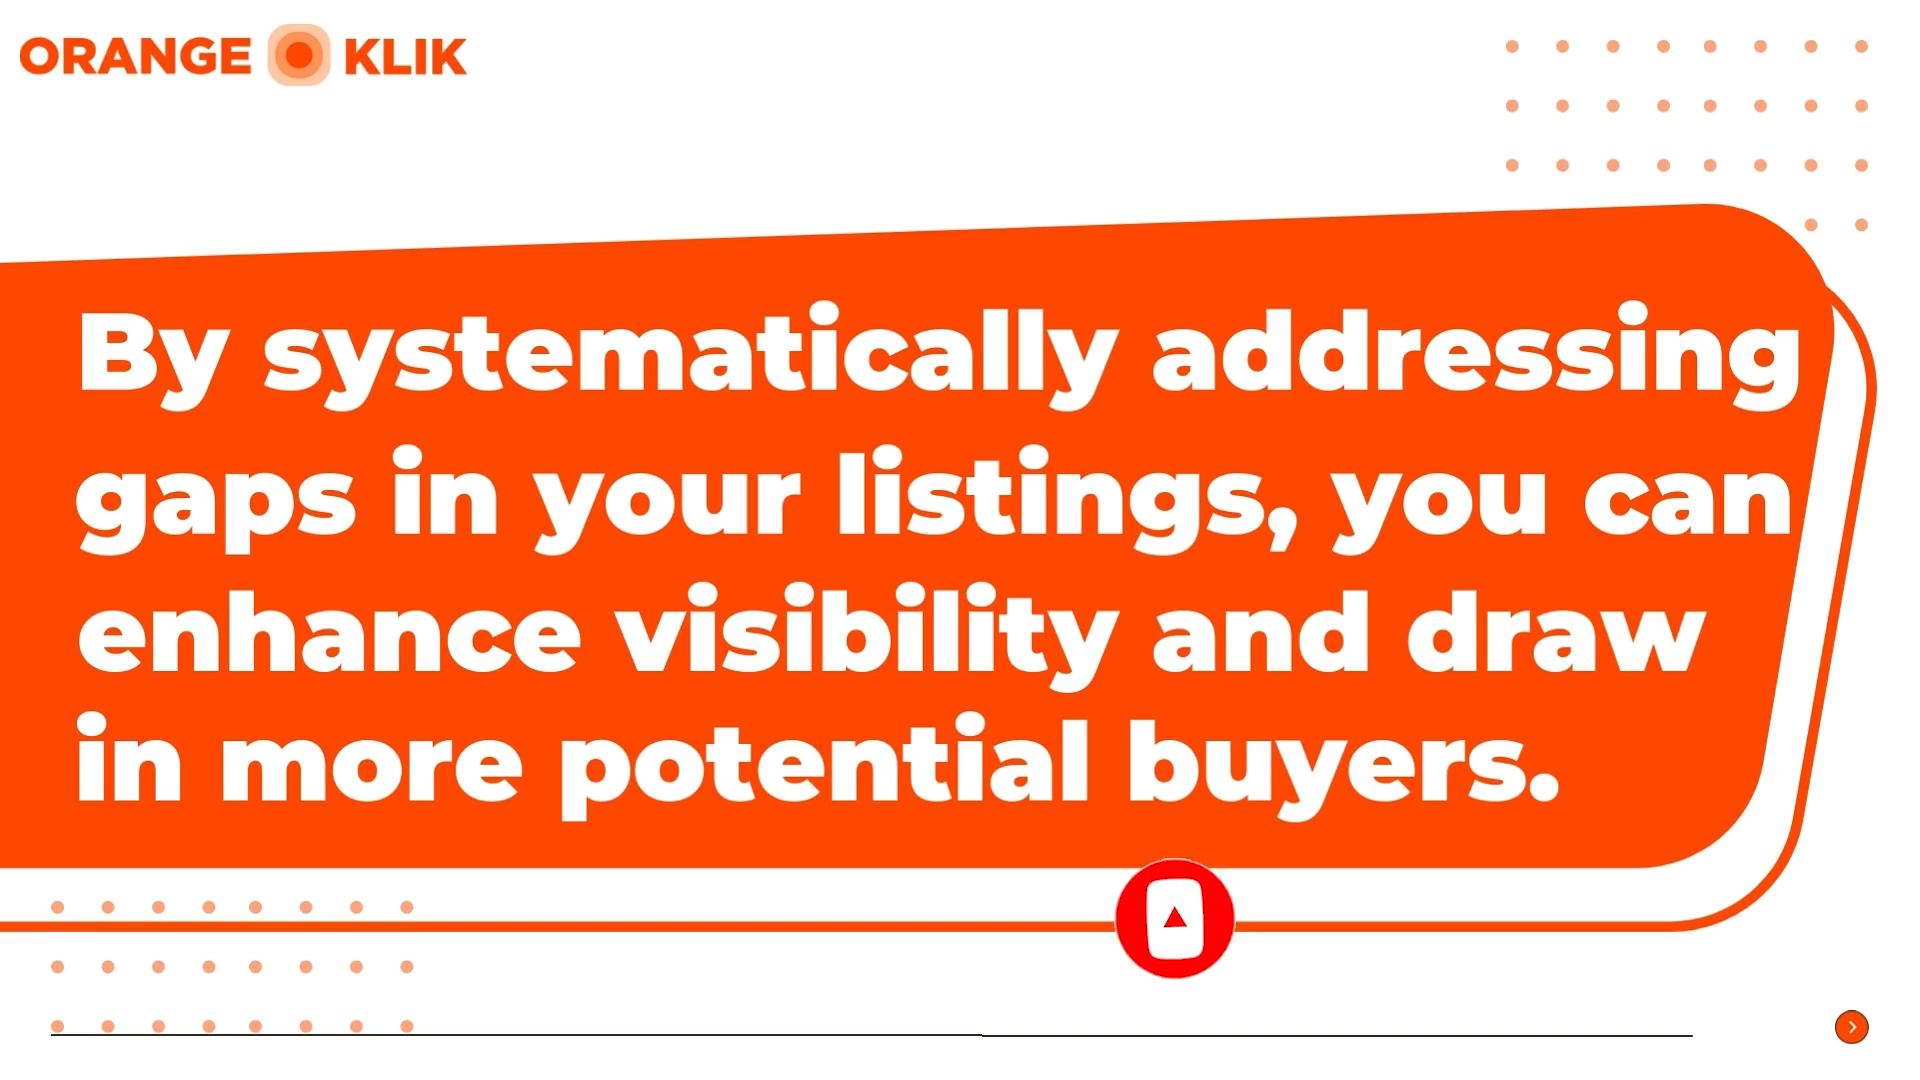 ORANGE KLIK
By systematically addressing
gaps in your listings, you can
enhance visibility and draw
in more potential buyers.